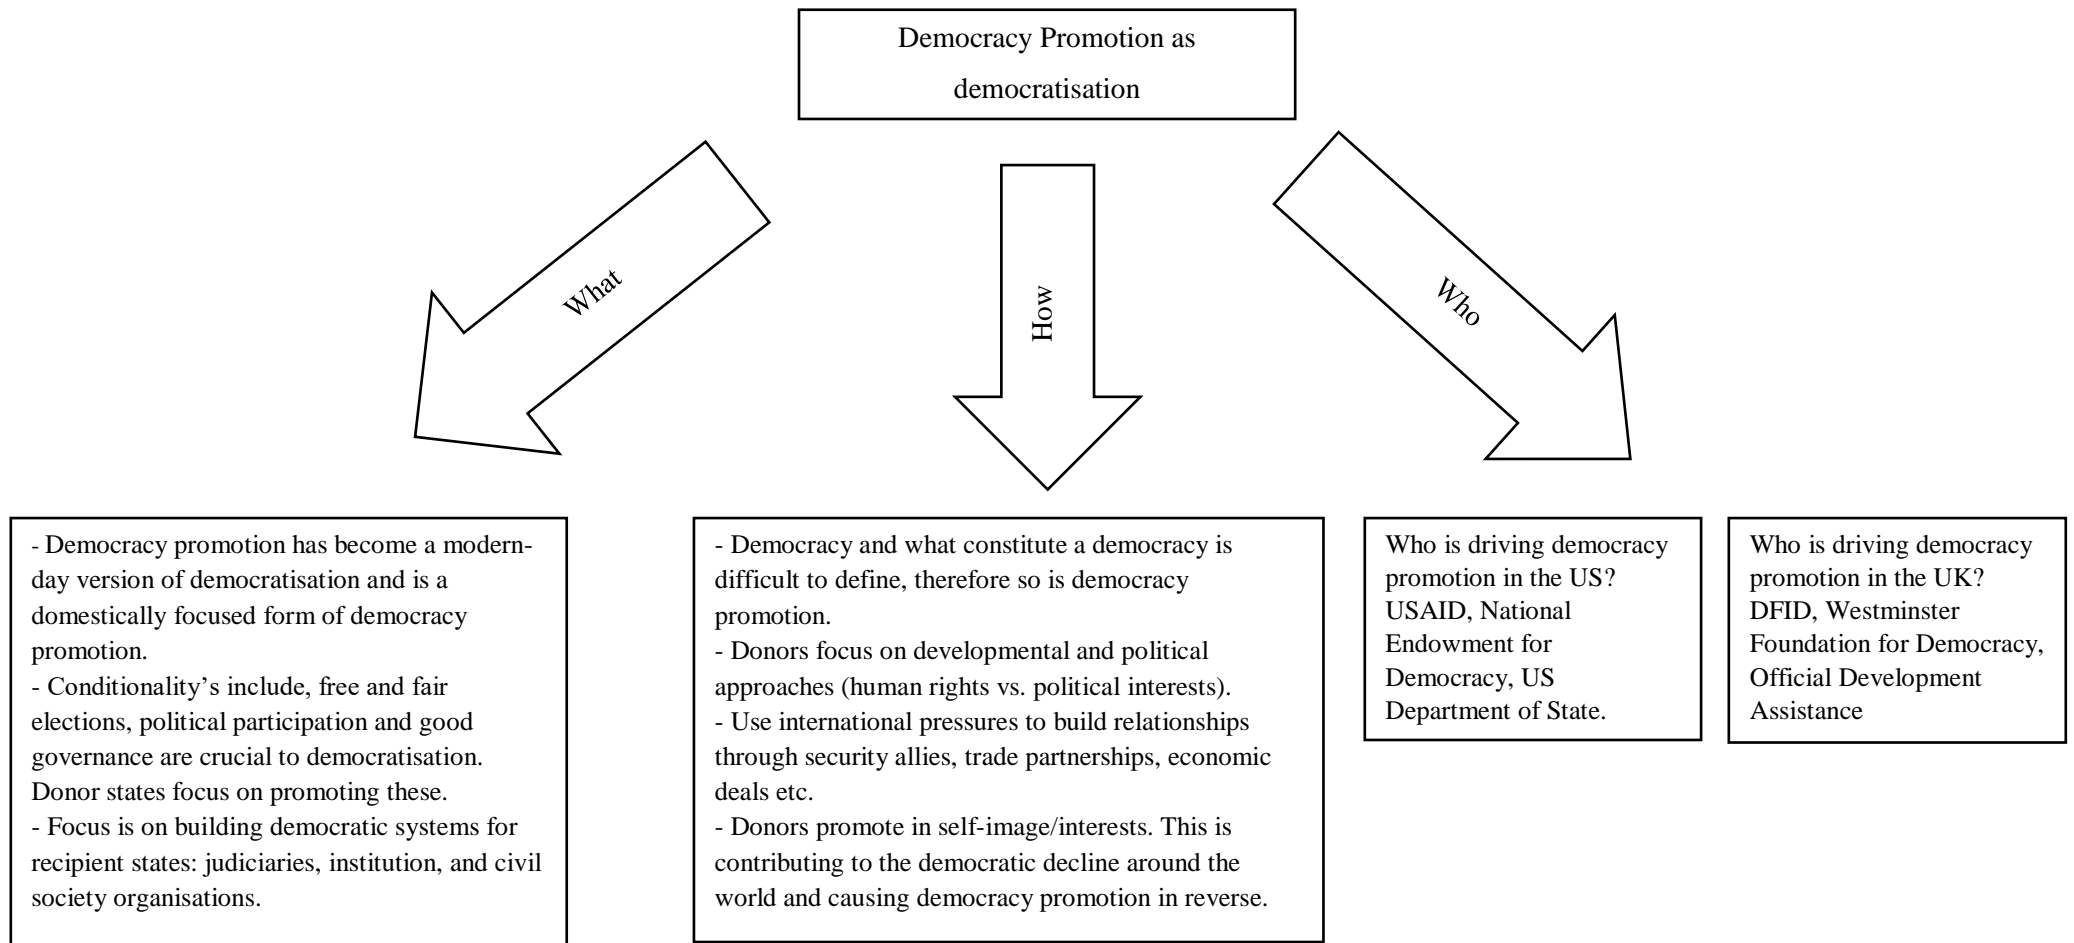 Democracy Promotion as
democratisation
What
How
Who
- Democracy promotion has become a modern-
day version of democratisation and is a
domestically focused form of democracy
promotion.
- Conditionality’s include, free and fair
elections, political participation and good
governance are crucial to democratisation.
Donor states focus on promoting these.
- Focus is on building democratic systems for
recipient states: judiciaries, institution, and civil
society organisations.
- Democracy and what constitute a democracy is
difficult to define, therefore so is democracy
promotion.
- Donors focus on developmental and political
approaches (human rights vs. political interests).
- Use international pressures to build relationships
through security allies, trade partnerships, economic
deals etc.
- Donors promote in self-image/interests. This is
contributing to the democratic decline around the
world and causing democracy promotion in reverse.
Who is driving democracy
promotion in the US?
USAID, National
Endowment for
Democracy, US
Department of State.
Who is driving democracy
promotion in the UK?
DFID, Westminster
Foundation for Democracy,
Official Development
Assistance